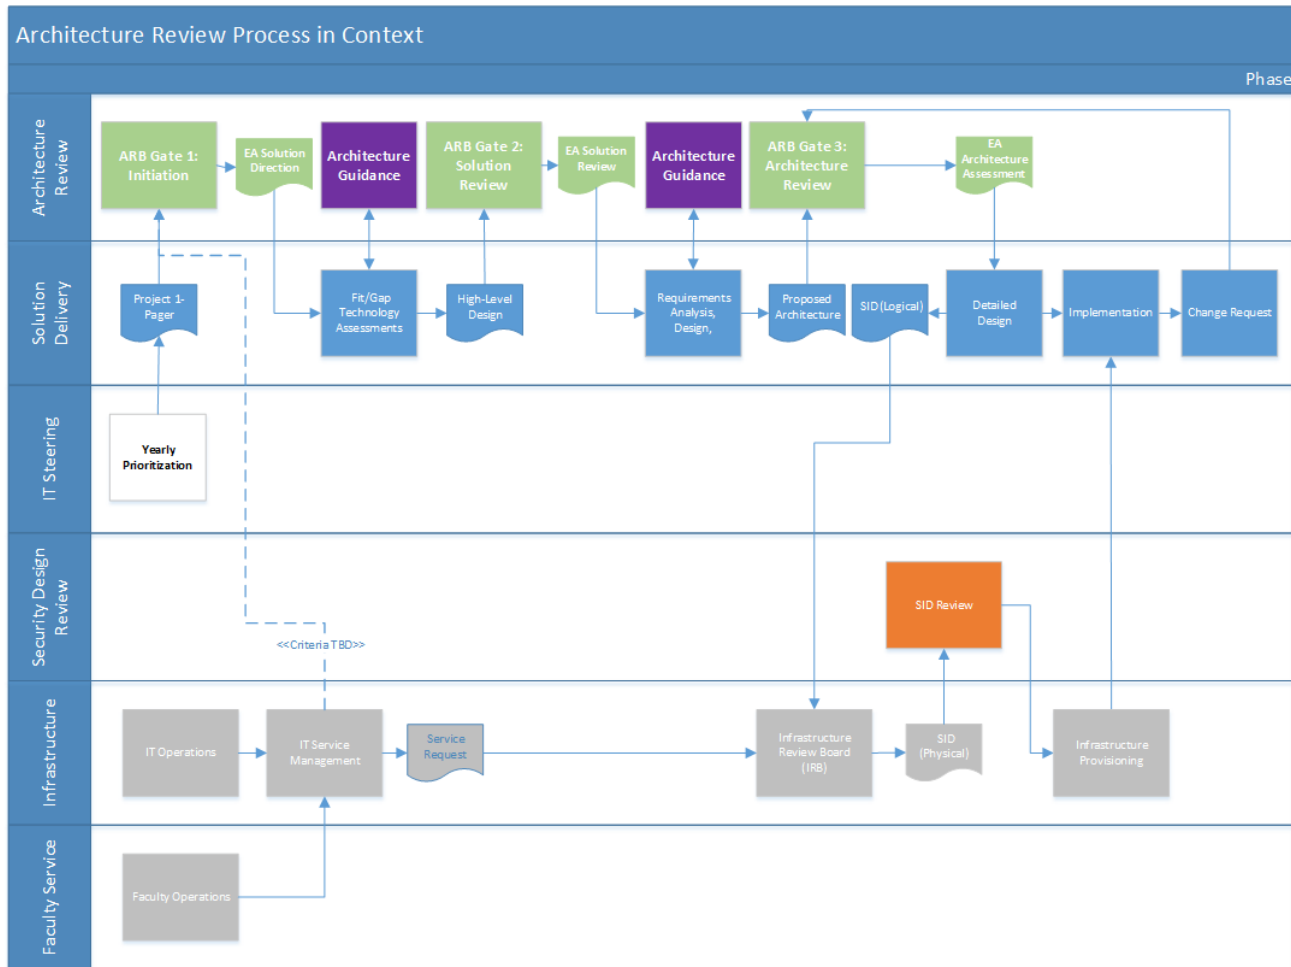 Architecture Review Process in Context
Phase
Architecture
Review
ARB Gate 1:
Initiation
EA Solution
Direction
Architecture
Guidance
ARB Gate 2:
Solution
Review
EA Solution
Review
Architecture
Guidance
ARB Gate 3:
Architecture
Review
EA
Architecture
Assessment
Solution
Delivery
Project 1-
Pager
Fit/Gap
Technology
Assessments
High-Level
Design
Requirements
Analysis,
Design,
Proposed
Architecture
SID (Logical)
Detailed
Design
Implementation
Change Request
IT Steering
Yearly
Prioritization
Security Design
Review
SID Review
<<Criteria TBD>>
Infrastructure
IT Operations
IT Service
Management
Service
Request
Infrastructure
Review Board
(IRB)
SID
(Physical)
Infrastructure
Provisioning
Faculty Service
Faculty Operations